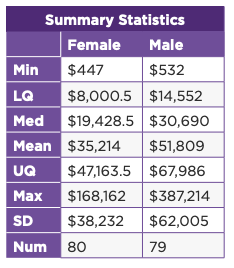 Summary Statistics
Female Male
Min $447 $532
LQ $8,000.5 $14,552
Med $19,428.5 $30,690
Mean $35,214 $51,809
UQ $47,163.5 $67,986
Max $168,162 $387,214
SD $38,232 $62,005
Num 80 79